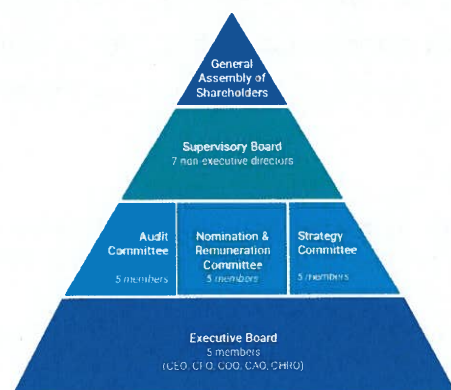 General
Assembly of
Shareholders
Supervisory Board
7 non-executive directors
Audit
Committee
5 members
Nomination &
Remuneration
Committee
5 members
Strategy
Committee
5 members
Executive Board
5 members
(CEO, CFO, COO, CAO, CHRO)